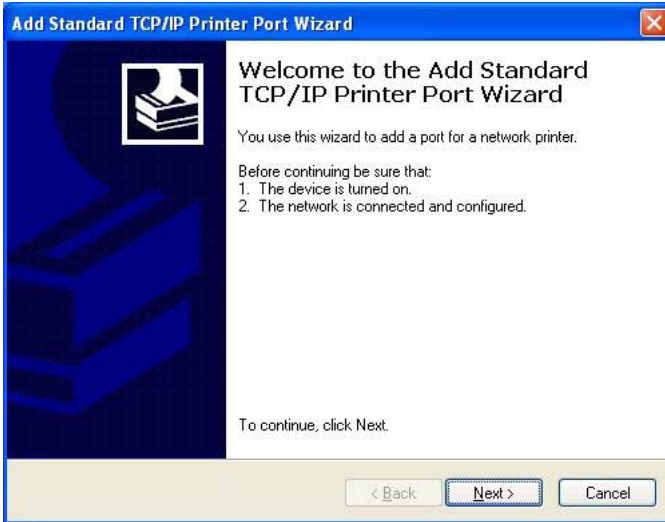 Add Standard TCP/IP Printer Port Wizard
Welcome to the Add Standard
TCP/IP Printer Port Wizard
You use this wizard to add a port for a network printer.
Before continuing be sure that:
1. The device is turned on.
2. The network is connected and configured.
To continue, click Next.
< Back
Next >
Cancel